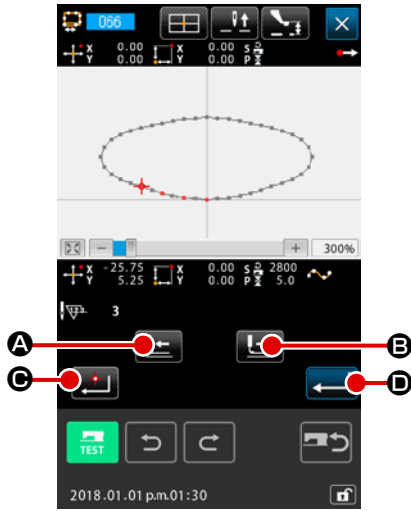 066
X 0.00 X 0.00 S
Y 0.00 Y 0.00 P
300%
X -25.75 X 0.00 S 2800
Y 5.25 Y 0.00 P 5.0
3
A
B
C
D
TEST
2018.01.01 p.m.01:30